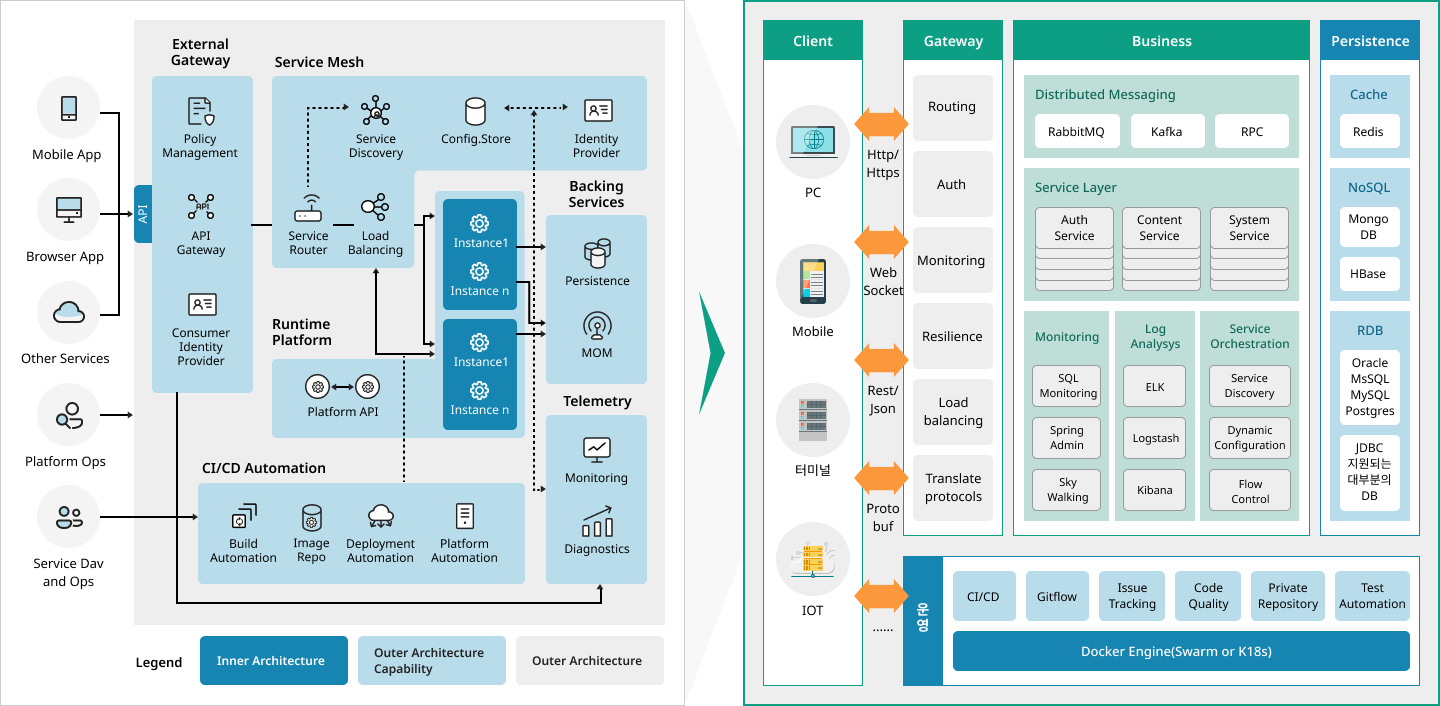 External
Gateway
Service Mesh
Policy
Management
Service
Discovery
Config.Store
Identity
Provider
Mobile App
API
API
API
Gateway
Service
Router
Load
Balancing
Backing
Services
Instance1
Instance n
Persistence
Browser App
Consumer
Identity
Provider
Runtime
Platform
Instance1
Instance n
MOM
Other Services
Platform API
Telemetry
Platform Ops
CI/CD Automation
Monitoring
Build
Automation
Image
Repo
Deployment
Automation
Platform
Automation
Diagnostics
Service Dav
and Ops
Legend
Inner Architecture
Outer Architecture
Capability
Outer Architecture
Client
PC
Mobile
터미널
IOT
Http/
Https
Web
Socket
Rest/
Json
Proto
buf
......
Gateway
Routing
Auth
Monitoring
Resilience
Load
balancing
Translate
protocols
Business
Distributed Messaging
RabbitMQ
Kafka
RPC
Service Layer
Auth
Service
Content
Service
System
Service
Monitoring
SQL
Monitoring
Spring
Admin
Sky
Walking
Log
Analysys
ELK
Logstash
Kibana
Service
Orchestration
Service
Discovery
Dynamic
Configuration
Flow
Control
Persistence
Cache
Redis
NoSQL
Mongo
DB
HBase
RDB
Oracle
MsSQL
MySQL
Postgres
JDBC
지원되는
대부분의
DB
응용
CI/CD
Gitflow
Issue
Tracking
Code
Quality
Private
Repository
Test
Automation
Docker Engine(Swarm or K18s)